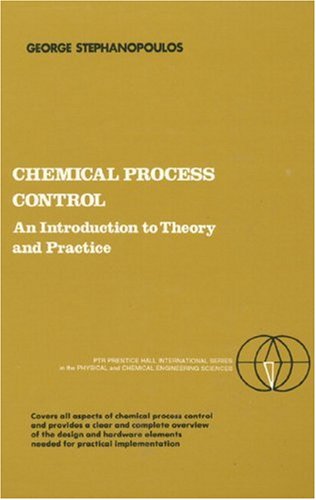 GEORGE STEPHANOPOULOS
CHEMICAL PROCESS
CONTROL
An Introduction to Theory
and Practice
PTR PRENTICE HALL INTERNATIONAL SERIES
in the PHYSICAL and CHEMICAL ENGINEERING SCIENCES
Covers all aspects of chemical process control
and provides a clear and complete overview
of the design and hardware elements
needed for practical implementation